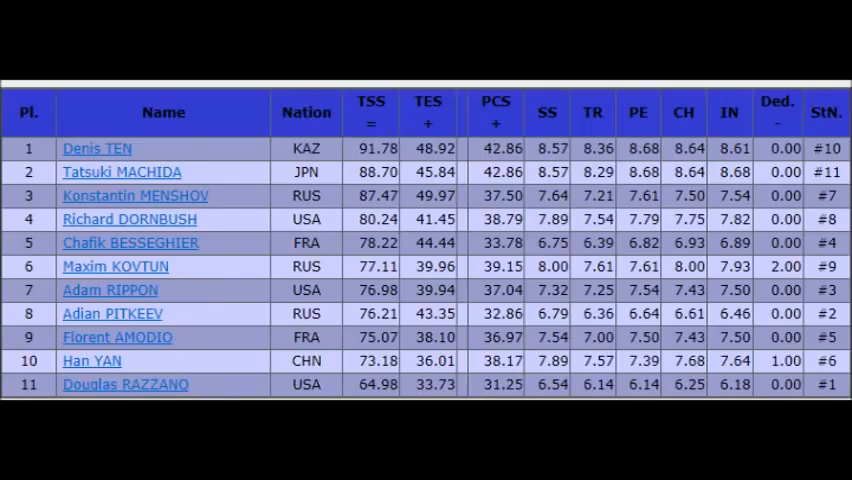 Pl. Name Nation TSS = TES + PCS + SS TR PE CH IN Ded. - StN.
1 Denis TEN KAZ 91.78 48.92 42.86 8.57 8.36 8.68 8.64 8.61 0.00 #10
2 Tatsuki MACHIDA JPN 88.70 45.84 42.86 8.57 8.29 8.68 8.64 8.68 0.00 #11
3 Konstantin MENSHOV RUS 87.47 49.97 37.50 7.64 7.21 7.61 7.50 7.54 0.00 #7
4 Richard DORNBUSH USA 80.24 41.45 38.79 7.89 7.54 7.79 7.75 7.82 0.00 #8
5 Chafik BESSEGHIER FRA 78.22 44.44 33.78 6.75 6.39 6.82 6.93 6.89 0.00 #4
6 Maxim KOVTUN RUS 77.11 39.96 39.15 8.00 7.61 7.61 8.00 7.93 2.00 #9
7 Adam RIPPON USA 76.98 39.94 37.04 7.32 7.25 7.54 7.43 7.50 0.00 #3
8 Adian PITKEEV RUS 76.21 43.35 32.86 6.79 6.36 6.64 6.61 6.46 0.00 #2
9 Florent AMODIO FRA 75.07 38.10 36.97 7.54 7.00 7.50 7.43 7.50 0.00 #5
10 Han YAN CHN 73.18 36.01 38.17 7.89 7.57 7.39 7.68 7.64 1.00 #6
11 Douglas RAZZANO USA 64.98 33.73 31.25 6.54 6.14 6.14 6.25 6.18 0.00 #1